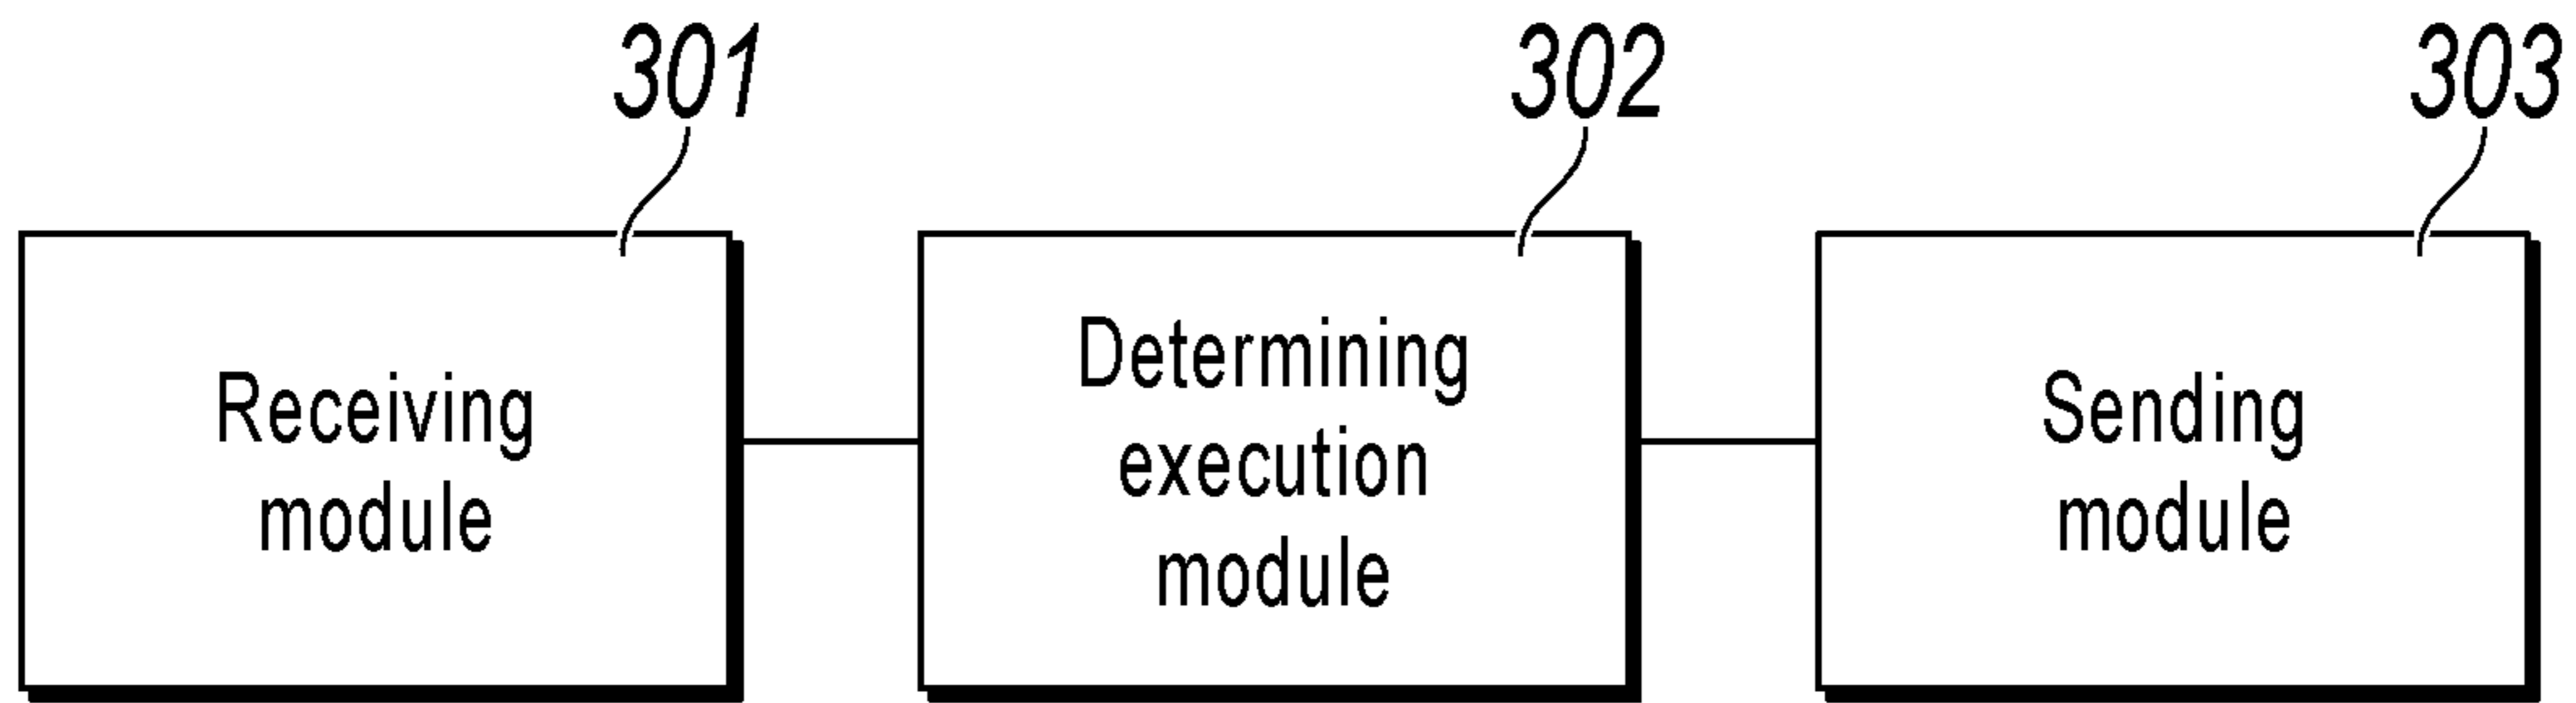 301
302
303
Receiving
module
Determining
execution
module
Sending
module